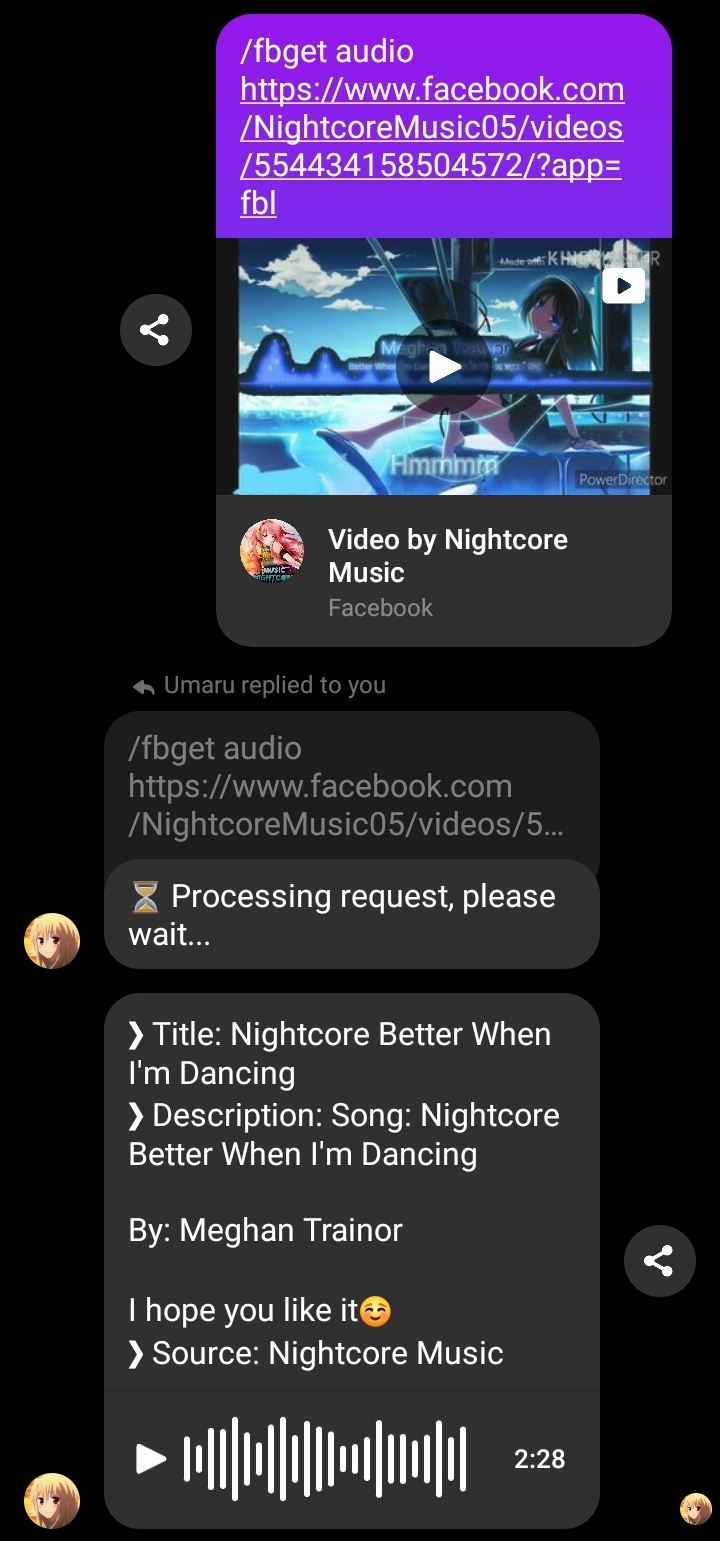 /fbget audio
https://www.facebook.com
/NightcoreMusic05/videos
/554434158504572/?app=
fbl
Made with KINEMASTER
Meghan Trainor
Hmmmm
PowerDirector
Video by Nightcore
Music
Facebook
Umaru replied to you
/fbget audio
https://www.facebook.com
/NightcoreMusic05/videos/5...
⏳ Processing request, please
wait...
❯ Title: Nightcore Better When
I'm Dancing
❯ Description: Song: Nightcore
Better When I'm Dancing
By: Meghan Trainor
I hope you like it☺️
❯ Source: Nightcore Music
2:28